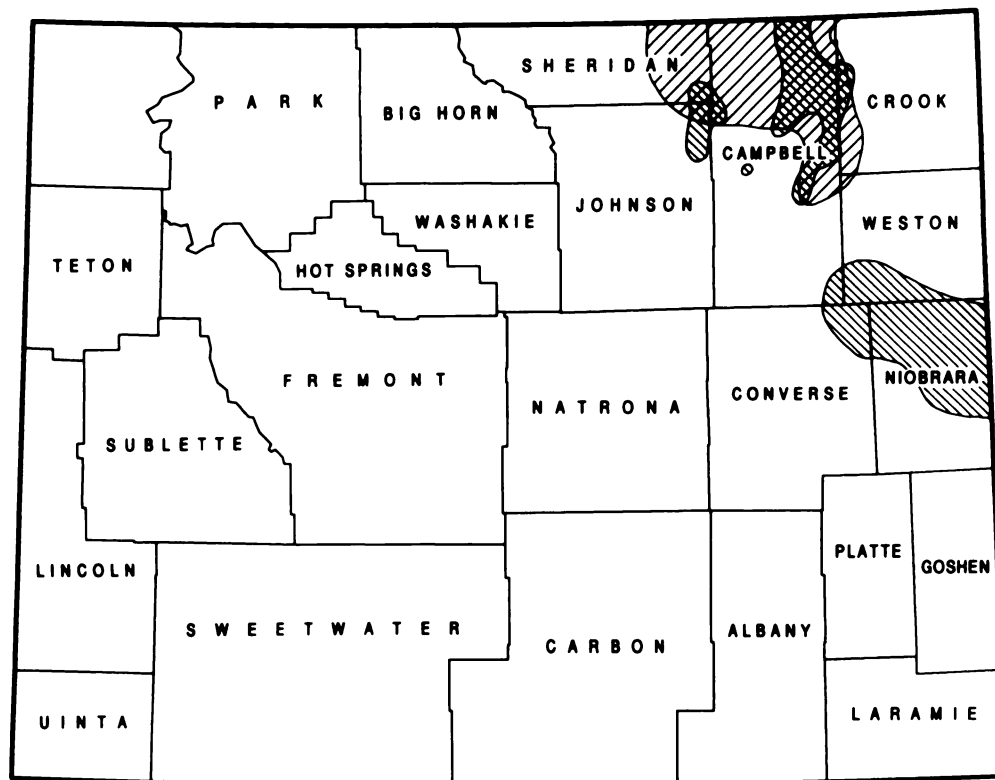 SHERIDAN
PARK
CROOK
BIG HORN
CAMPBELL
JOHNSON
WASHAKIE
WESTON
TETON
HOT SPRINGS
FREMONT
NIOBRARA
CONVERSE
NATRONA
SUBLETTE
PLATTE
GOSHEN
LINCOLN
SWEETWATER
ALBANY
CARBON
LARAMIE
UINTA